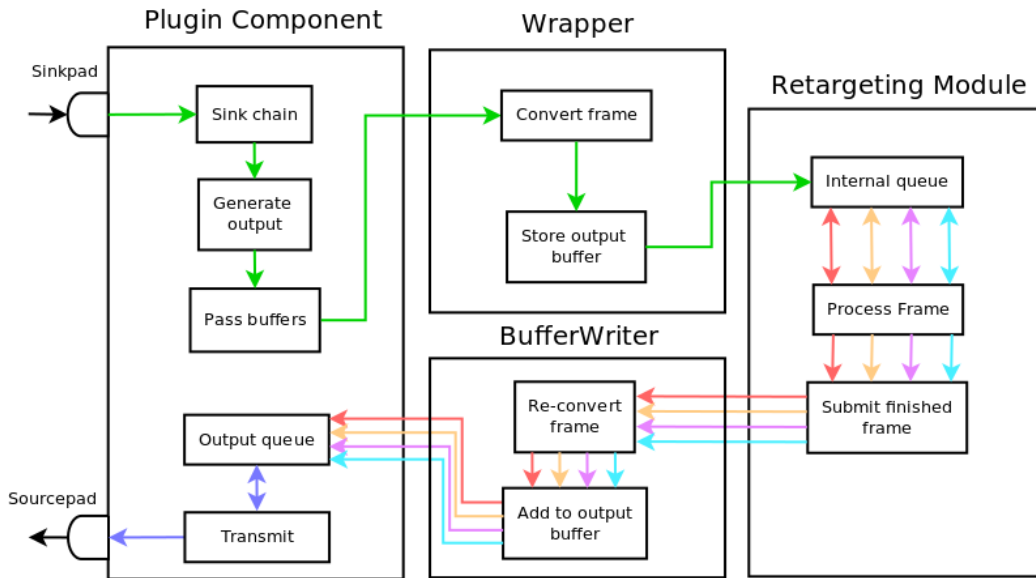 Plugin Component
Wrapper
Retargeting Module
Sinkpad
Sink chain
Generate
output
Pass buffers
Convert frame
Store output
buffer
Internal queue
Process Frame
Submit finished
frame
BufferWriter
Re-convert
frame
Add to output
buffer
Output queue
Transmit
Sourcepad